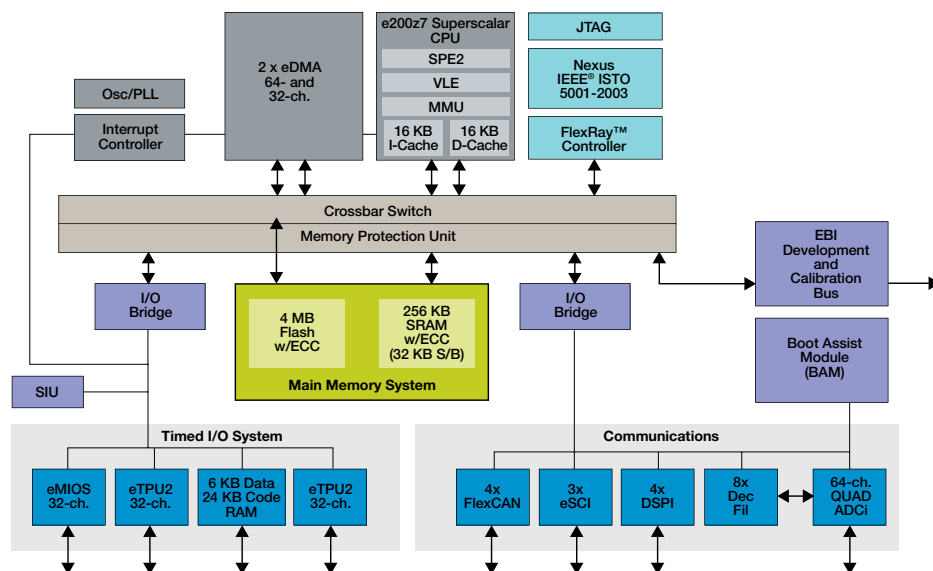 e200z7 Superscalar
CPU
SPE2
VLE
MMU
16 KB
I-Cache
16 KB
D-Cache
2 x eDMA
64- and
32-ch.
JTAG
Nexus
IEEE® ISTO
5001-2003
FlexRay™
Controller
Osc/PLL
Interrupt
Controller
Crossbar Switch
Memory Protection Unit
I/O
Bridge
4 MB
Flash
w/ECC
256 KB
SRAM
w/ECC
(32 KB S/B)
Main Memory System
I/O
Bridge
EBI
Development
and
Calibration
Bus
Boot Assist
Module
(BAM)
SIU
Timed I/O System
eMIOS
32-ch.
eTPU2
32-ch.
6 KB Data
24 KB Code
RAM
eTPU2
32-ch.
Communications
4x
FlexCAN
3x
eSCI
4x
DSPI
8x
Dec
Fil
64-ch.
QUAD
ADCi